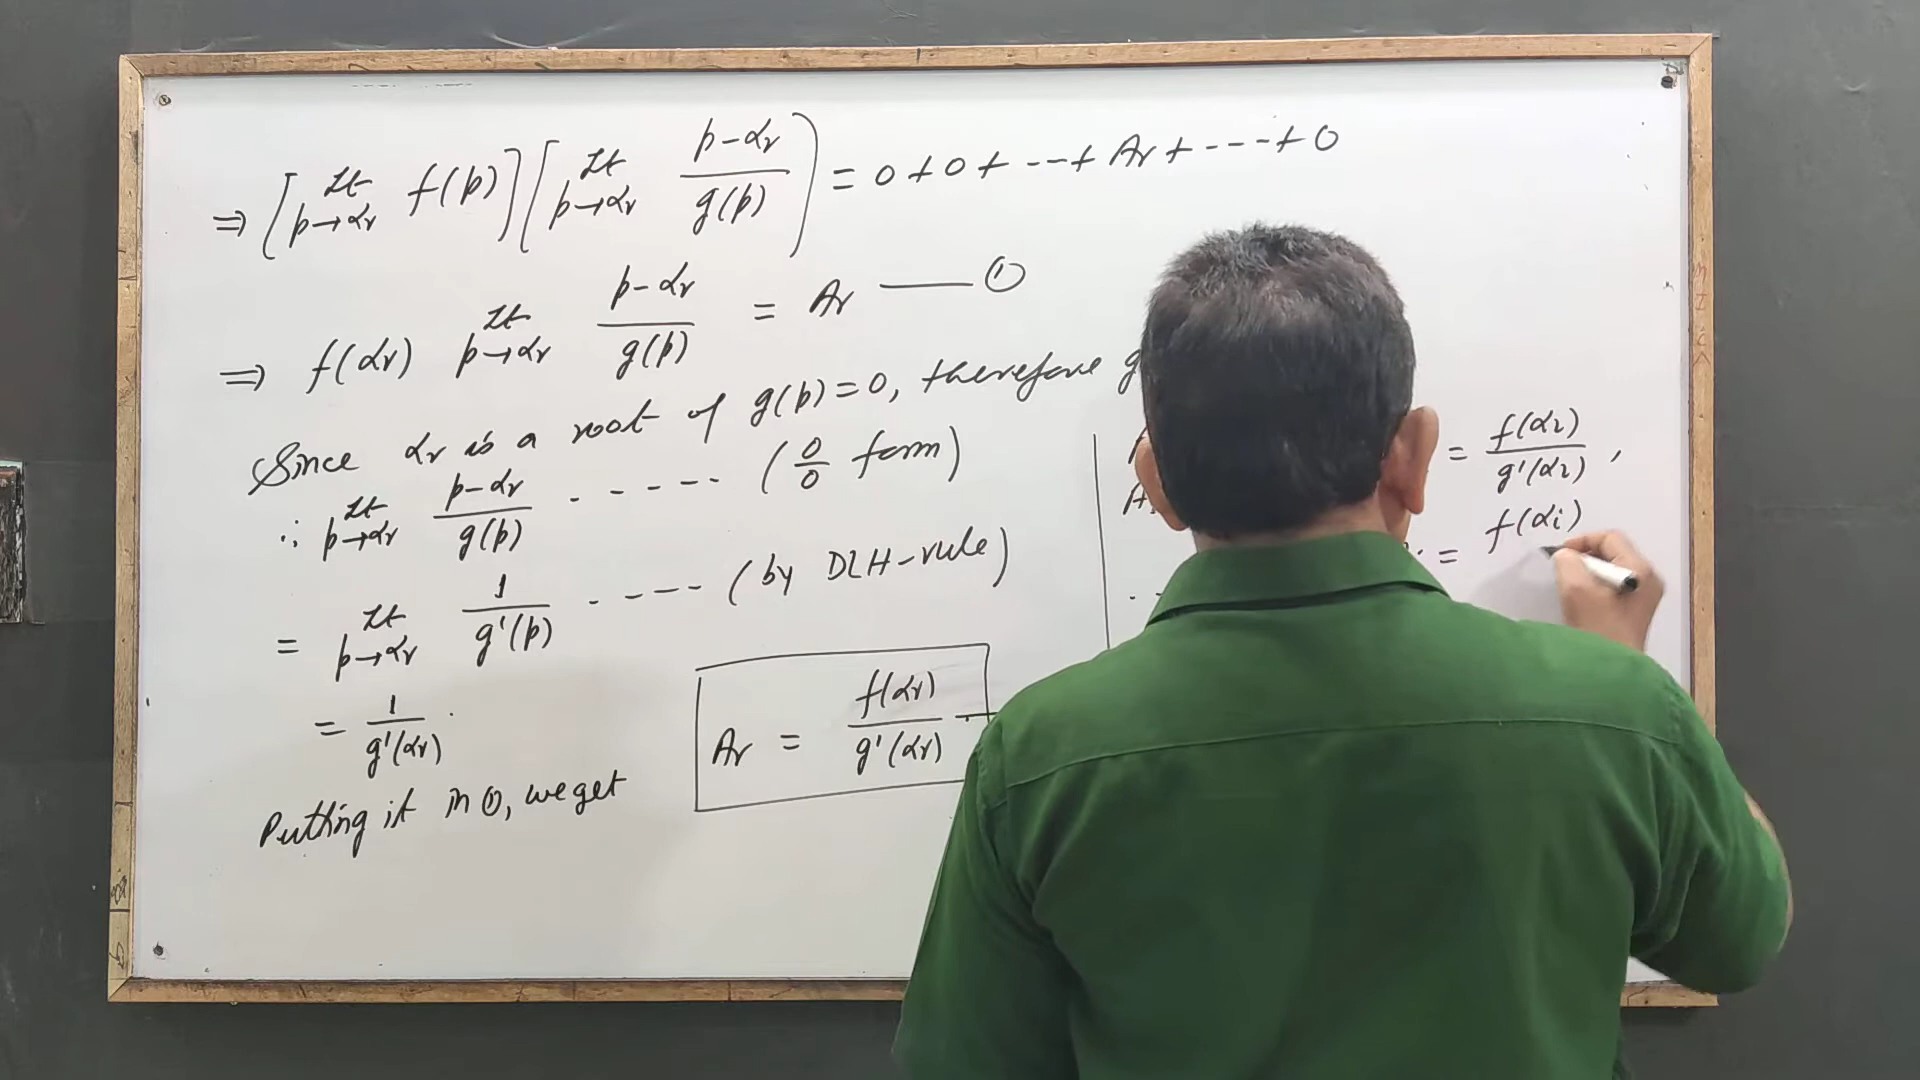 ⇒ [Lt p→αr f(p)] [Lt p→αr (p-αr)/g(p)] = 0+0+---+Ar+---+0
⇒ f(αr) Lt p→αr (p-αr)/g(p) = Ar —— ①
Since αr is a root of g(p)=0, therefore g
∴ Lt p→αr (p-αr)/g(p) ----- (0/0 form)
= Lt p→αr 1/g'(p) ----- (by DLH-rule)
= 1/g'(αr).
Putting it in ①, we get
Ar = f(αr)/g'(αr)
= f(α2)/g'(α2),
= f(αi)